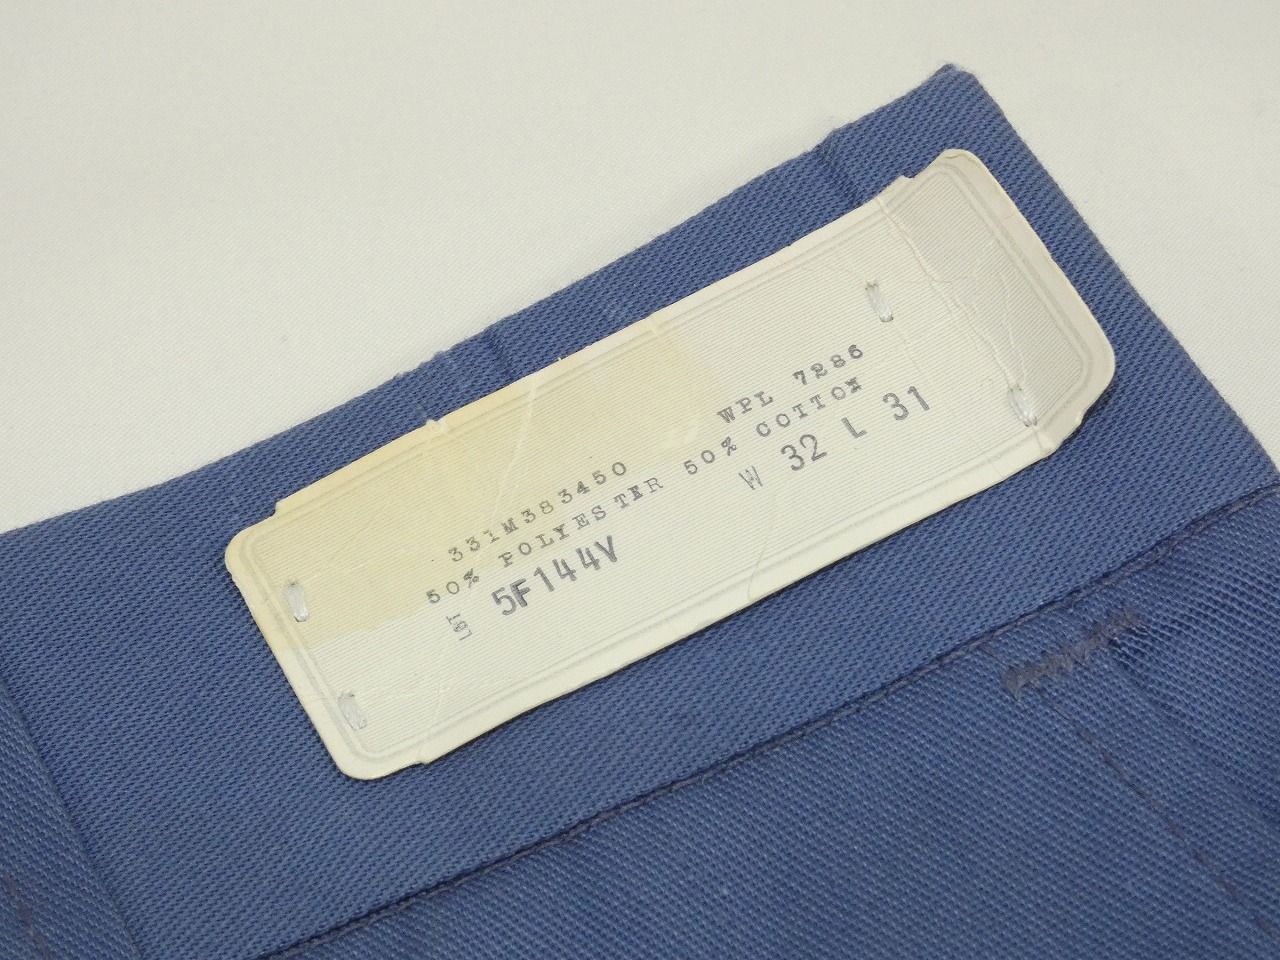 331M383450 WPL 7286
50% POLYESTER 50% COTTON
LOT 5F144V W 32 L 31